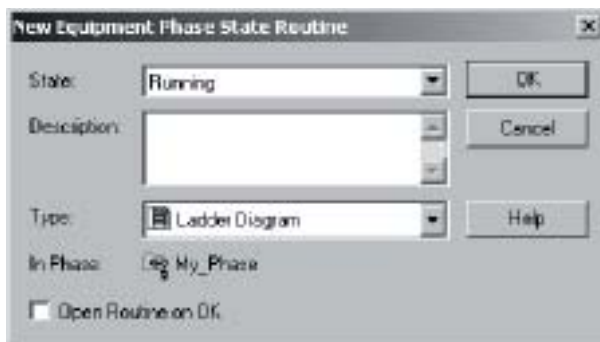 New Equipment Phase State Routine
State: Running OK
Description: Cancel
Type: Ladder Diagram Help
In Phase: My_Phase
Open Routine on OK